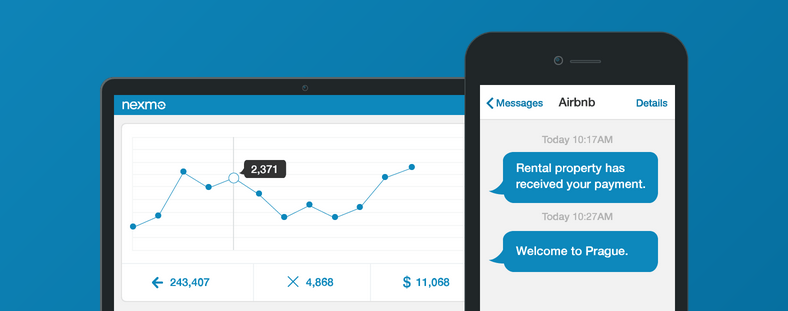 nexmo
2,371
243,407
4,868
$ 11,068
Messages
Airbnb
Details
Today 10:17AM
Rental property has
received your payment.
Today 10:27AM
Welcome to Prague.